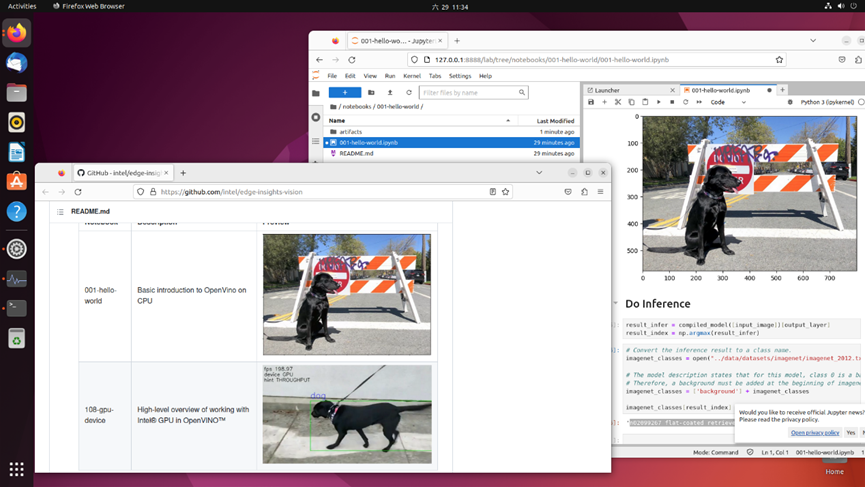 Activities
Firefox Web Browser
六 29 11:34
001-hello-wo... - Jupyter
127.0.0.1:8888/lab/tree/notebooks/001-hello-world/001-hello-world.ipynb
File Edit View Run Kernel Tabs Settings Help
Filter files by name
/ notebooks / 001-hello-world /
Name Last Modified
artifacts 1 minute ago
001-hello-world.ipynb 29 minutes ago
README.md 29 minutes ago
Launcher
001-hello-world.ipynb
Code
Python 3 (ipykernel)
0
100
200
300
400
500
0 100 200 300 400 500 600 700
Do Inference
result_infer = compiled_model([input_image])[output_layer]
result_index = np.argmax(result_infer)
# Convert the inference result to a class name.
imagenet_classes = open("../data/datasets/imagenet/imagenet_2012.t
# The model description states that for this model, class 0 is a
# Therefore, a background must be added at the beginning of
imagenet_classes = ['background'] + imagenet_classes
imagenet_classes[result_index]
flat-coated
Would you like to receive official Jupyter news?
Please read the privacy policy.
Open privacy policy Yes
Mode: Command
Ln 1, Col 1
001-hello-world.ipynb
Home
GitHub - intel/edge-insights
https://github.com/intel/edge-insights-vision
README.md
Notebook Description Preview
001-hello-
world
Basic introduction to OpenVino on
CPU
108-gpu-
device
High-level overview of working with
Intel® GPU in OpenVINO™
fps 198.97
device GPU
hint THROUGHPUT
dog